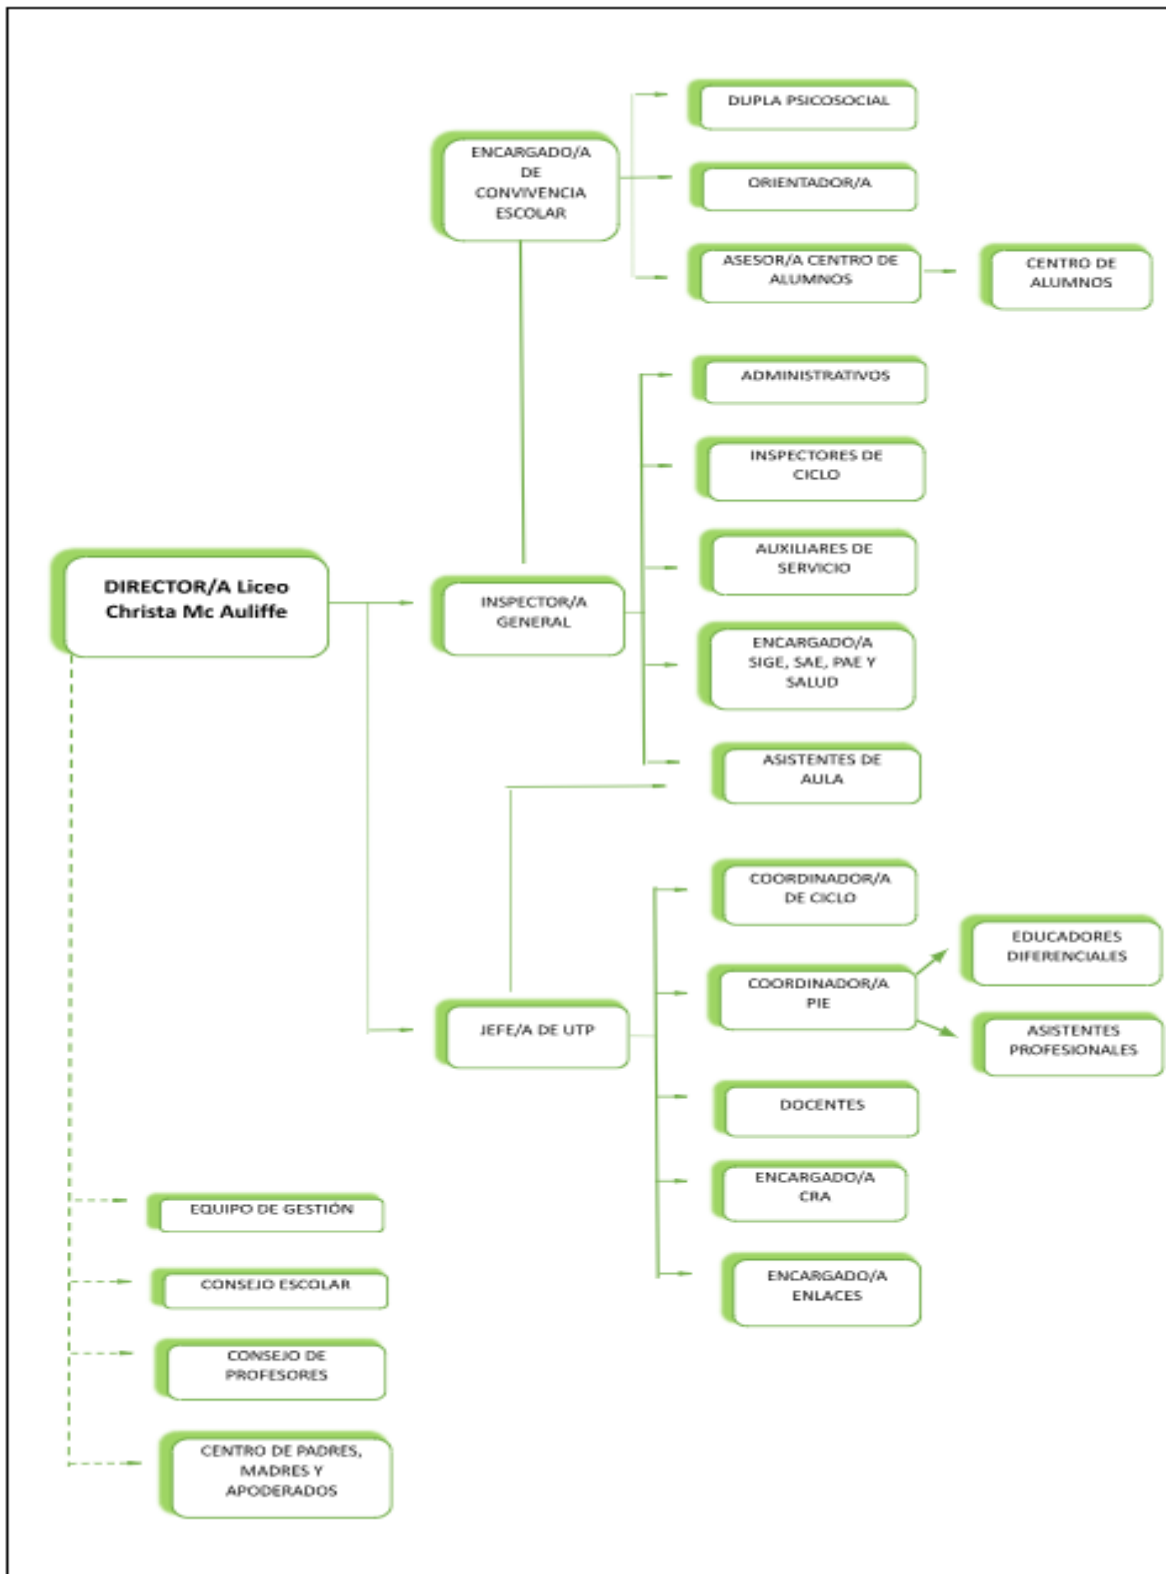 DUPLA PSICOSOCIAL
ENCARGADO/A
DE
CONVIVENCIA
ESCOLAR
ORIENTADOR/A
ASESOR/A CENTRO DE
ALUMNOS
CENTRO DE
ALUMNOS
ADMINISTRATIVOS
INSPECTORES DE
CICLO
AUXILIARES DE
SERVICIO
DIRECTOR/A Liceo
Christa Mc Auliffe
INSPECTOR/A
GENERAL
ENCARGADO/A
SIGE, SAE, PAE Y
SALUD
ASISTENTES DE
AULA
COORDINADOR/A
DE CICLO
COORDINADOR/A
PIE
EDUCADORES
DIFERENCIALES
ASISTENTES
PROFESIONALES
JEFE/A DE UTP
DOCENTES
ENCARGADO/A
CRA
ENCARGADO/A
ENLACES
EQUIPO DE GESTIÓN
CONSEJO ESCOLAR
CONSEJO DE
PROFESORES
CENTRO DE PADRES,
MADRES Y
APODERADOS